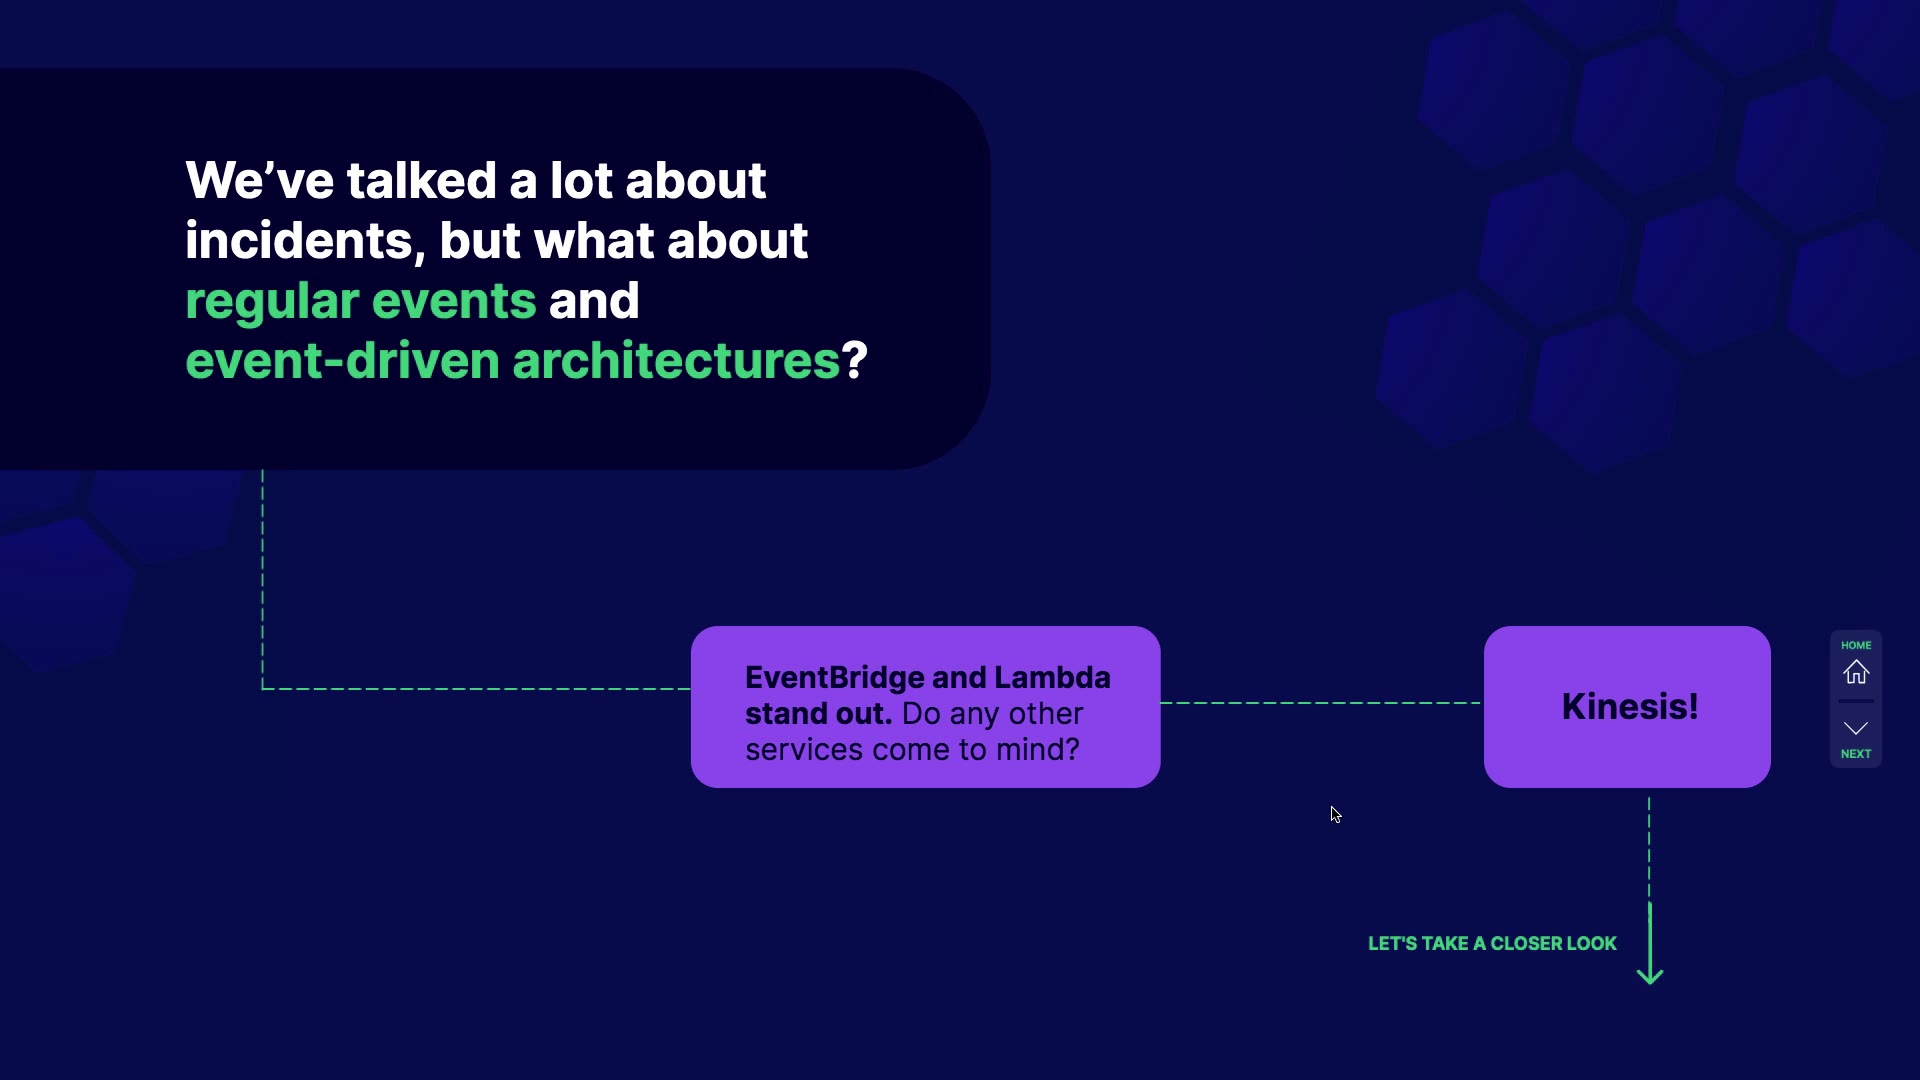 We’ve talked a lot about
incidents, but what about
regular events and
event-driven architectures?
EventBridge and Lambda
stand out. Do any other
services come to mind?
Kinesis!
HOME
NEXT
LET'S TAKE A CLOSER LOOK